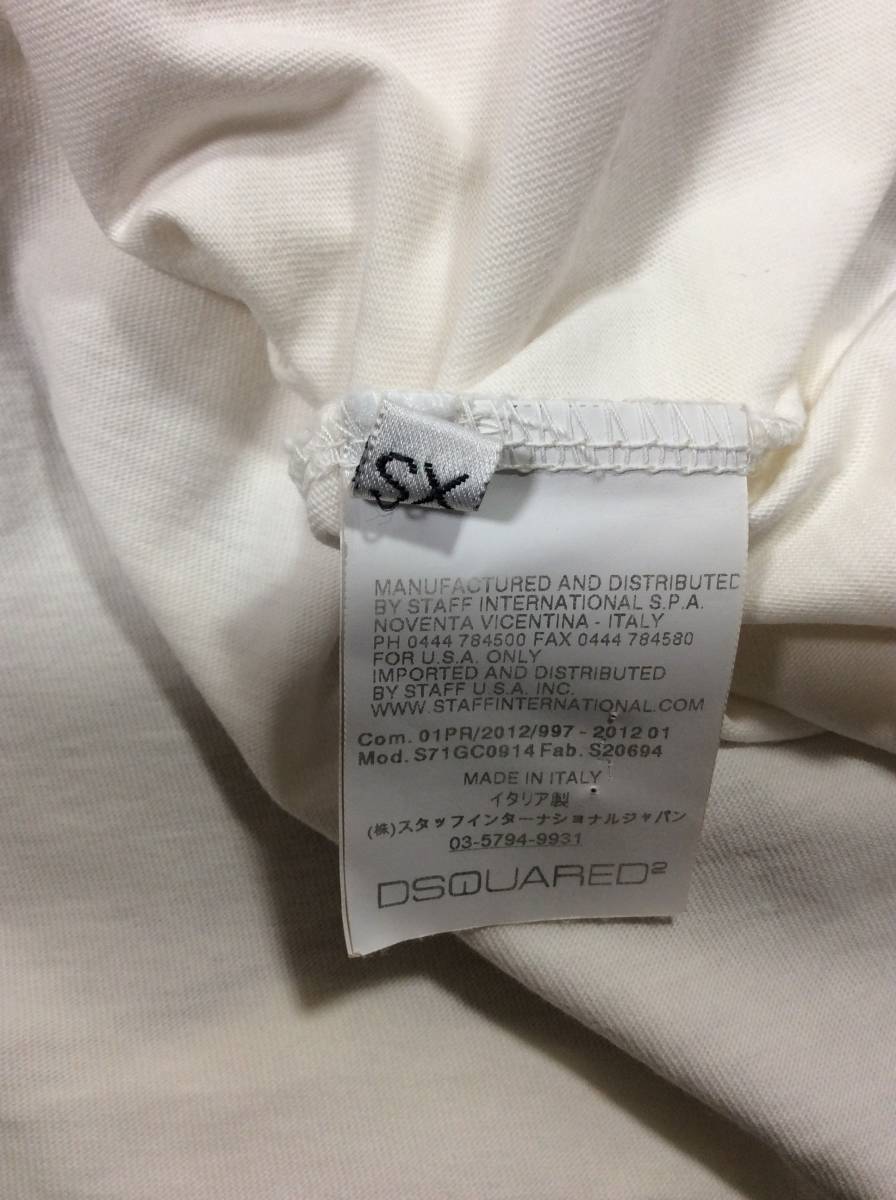 XS
MANUFACTURED AND DISTRIBUTED
BY STAFF INTERNATIONAL S.P.A.
NOVENTA VICENTINA - ITALY
PH 0444 784500 FAX 0444 784580
FOR U.S.A. ONLY
IMPORTED AND DISTRIBUTED
BY STAFF U.S.A. INC.
WWW.STAFFINTERNATIONAL.COM
Com. 01PR/2012/997 - 2012 01
Mod. S71GC0914 Fab. S20694
MADE IN ITALY
イタリア製
(株)スタッフインターナショナルジャパン
03-5794-9931
DSQUARED²